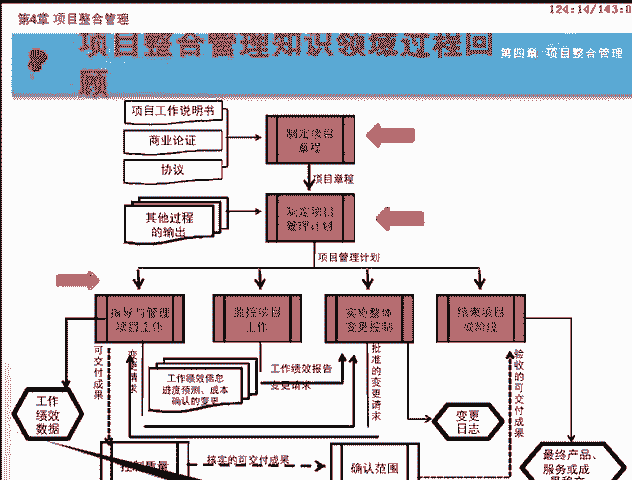 第4章 项目整合管理
124:14/143:8
项目整合管理知识领域过程回
顾
第四章 项目整合管理
项目工作说明书
商业论证
协议
制定项目
章程
项目章程
其他过程
的输出
制定项目
管理计划
项目管理计划
指导与管理
项目工作
监控项目
工作
实施整体
变更控制
结束项目
或阶段
可交付成果
变更请求
工作绩效信息
进度预测、成本
确认的变更
工作绩效报告
变更请求
批准的变更请求
验收的可交付成果
工作
绩效
数据
变更
日志
最终产品、
服务或成
果移交
控制质量
核实的可交付成果
确认范围